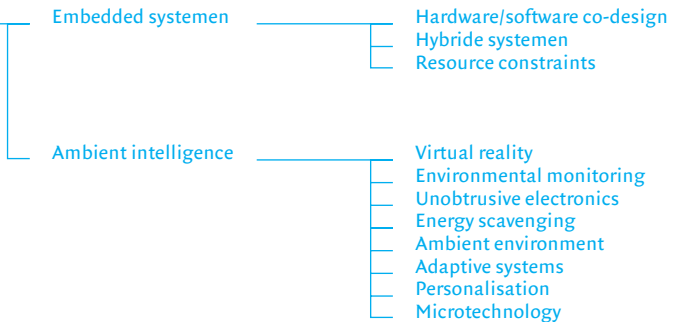 Embedded systemen
Hardware/software co-design
Hybride systemen
Resource constraints
Ambient intelligence
Virtual reality
Environmental monitoring
Unobtrusive electronics
Energy scavenging
Ambient environment
Adaptive systems
Personalisation
Microtechnology